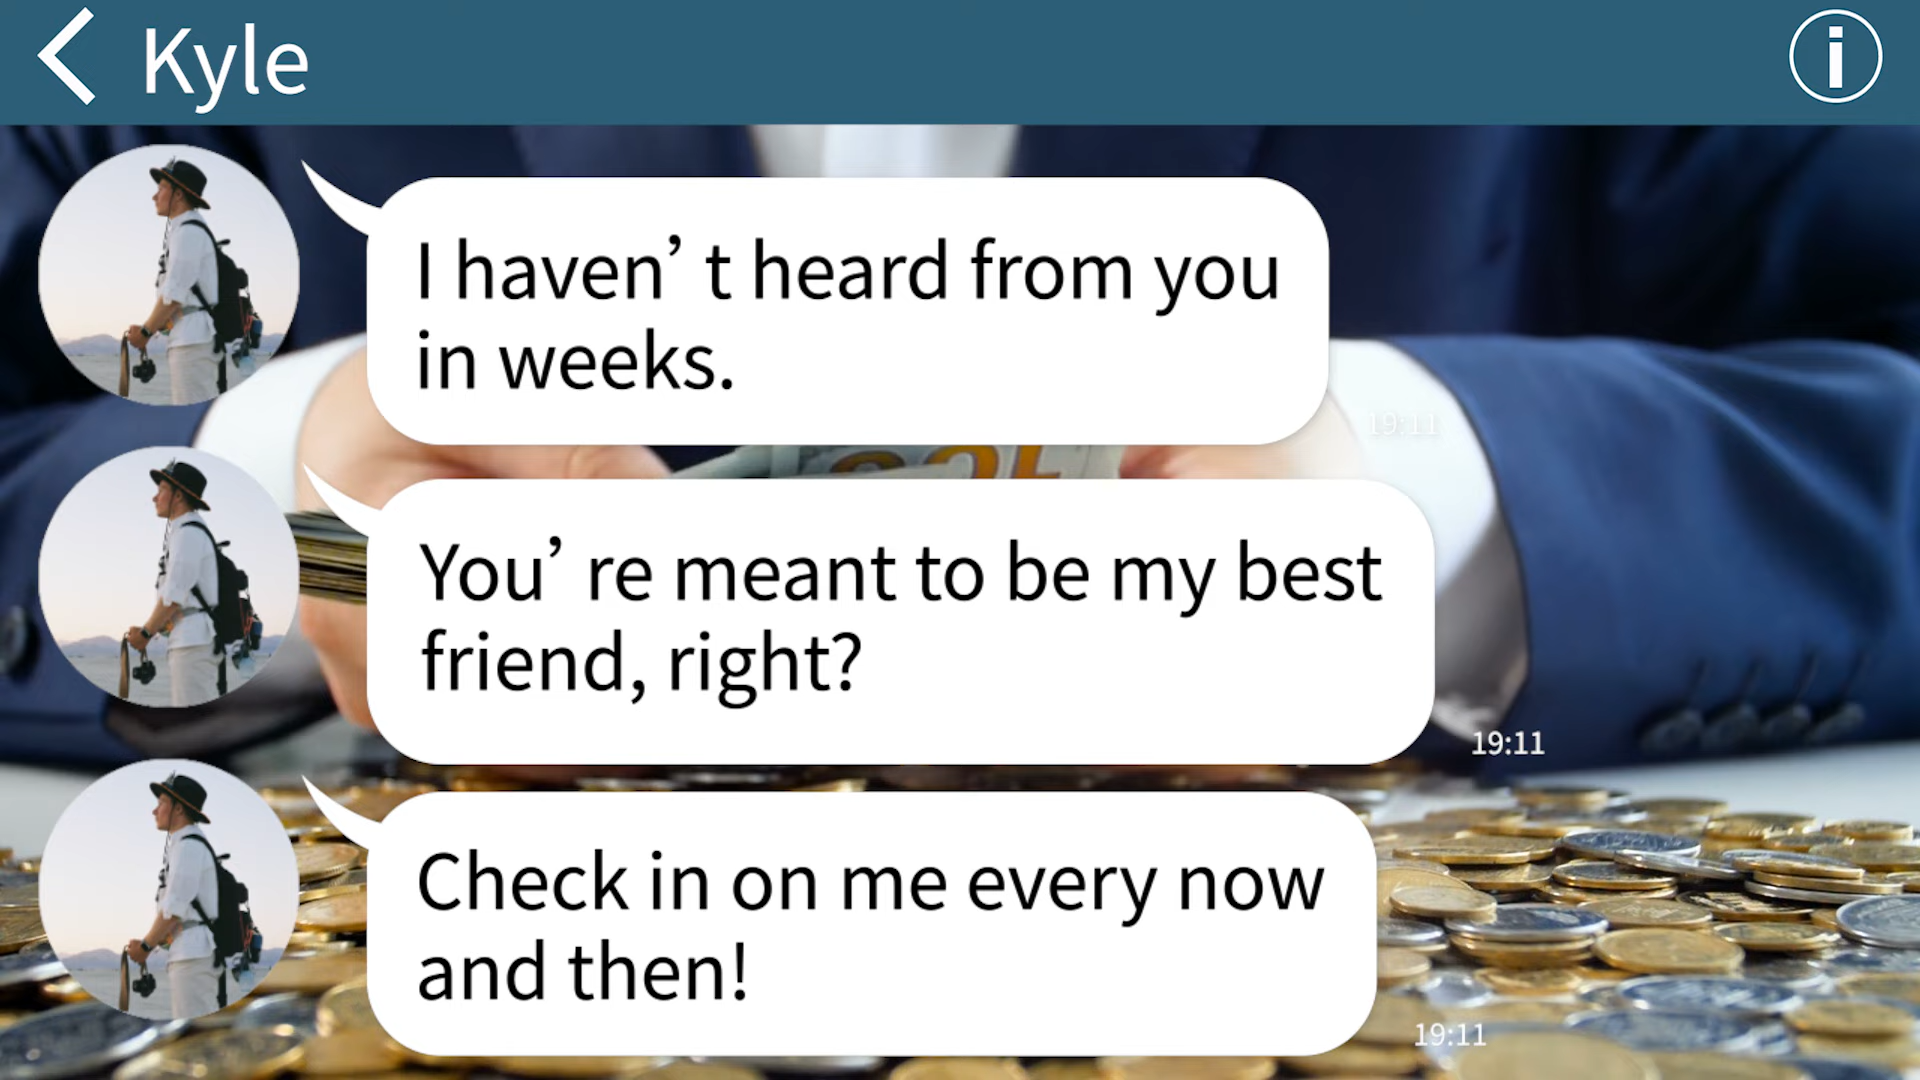 Kyle
I haven’t heard from you
in weeks.
19:11
You’re meant to be my best
friend, right?
19:11
Check in on me every now
and then!
19:11